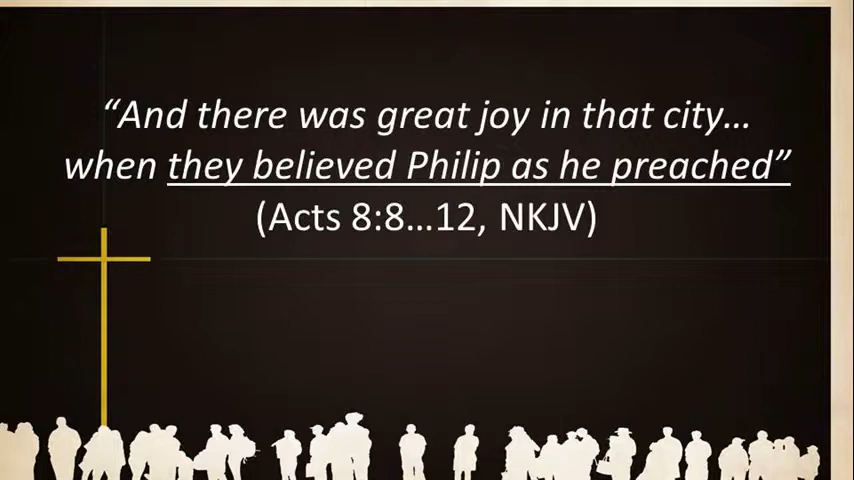 “And there was great joy in that city…
when they believed Philip as he preached”
(Acts 8:8…12, NKJV)